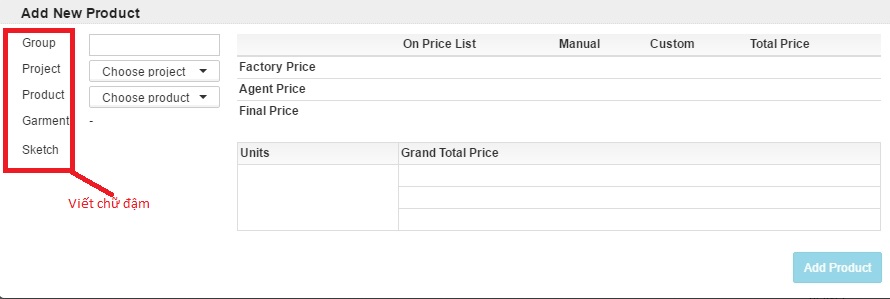 Add New Product
Group
Project Choose project
Product Choose product
Garment -
Sketch
Viết chữ đậm
On Price List Manual Custom Total Price
Factory Price
Agent Price
Final Price
Units Grand Total Price
Add Product